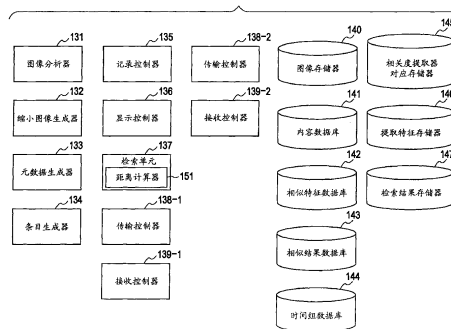 131
图像分析器
132
缩小图像生成器
133
元数据生成器
134
条目生成器
135
记录控制器
136
显示控制器
137
检索单元
距离计算器
151
138-1
传输控制器
139-1
接收控制器
138-2
传输控制器
139-2
接收控制器
140
图像存储器
141
内容数据库
142
相似特征数据库
143
相似结果数据库
144
时间组数据库
145
相关度提取器
对应存储器
146
提取特征存储器
147
检索结果存储器